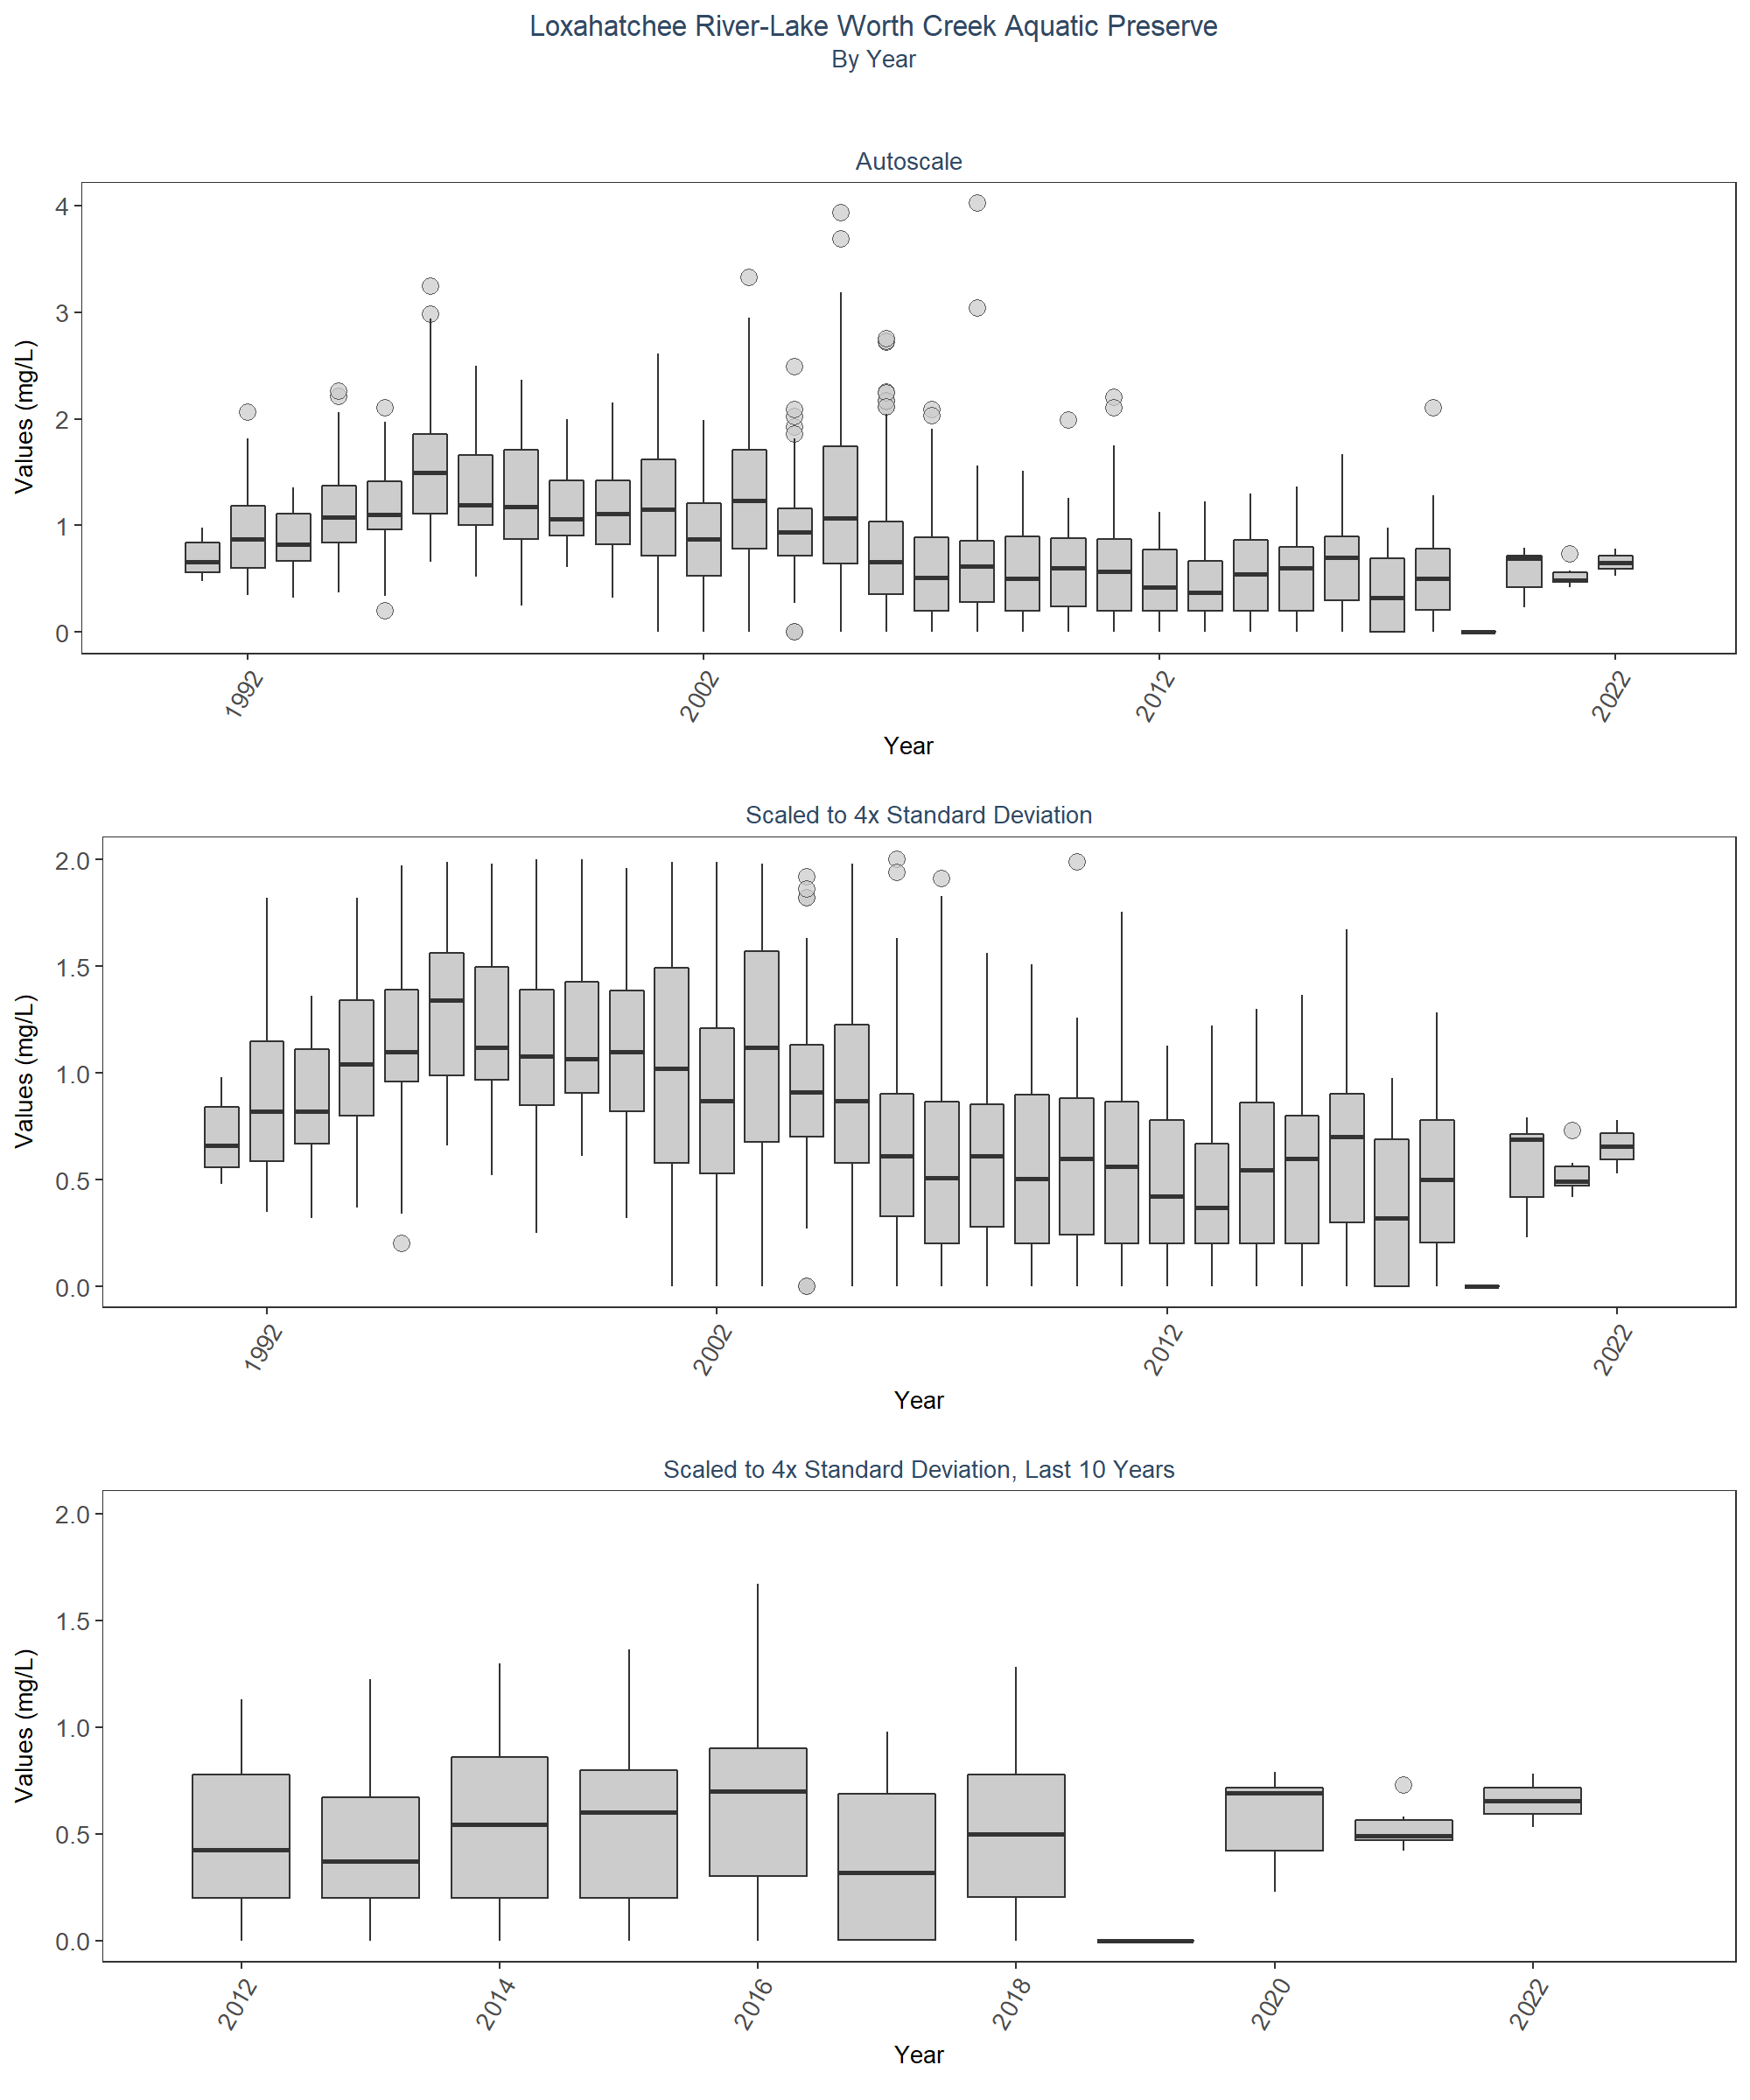 Loxahatchee River-Lake Worth Creek Aquatic Preserve
By Year
Autoscale
Values (mg/L)
4
3
2
1
0
1992
2002
2012
2022
Year
Scaled to 4x Standard Deviation
Values (mg/L)
2.0
1.5
1.0
0.5
0.0
1992
2002
2012
2022
Year
Scaled to 4x Standard Deviation, Last 10 Years
Values (mg/L)
2.0
1.5
1.0
0.5
0.0
2012
2014
2016
2018
2020
2022
Year